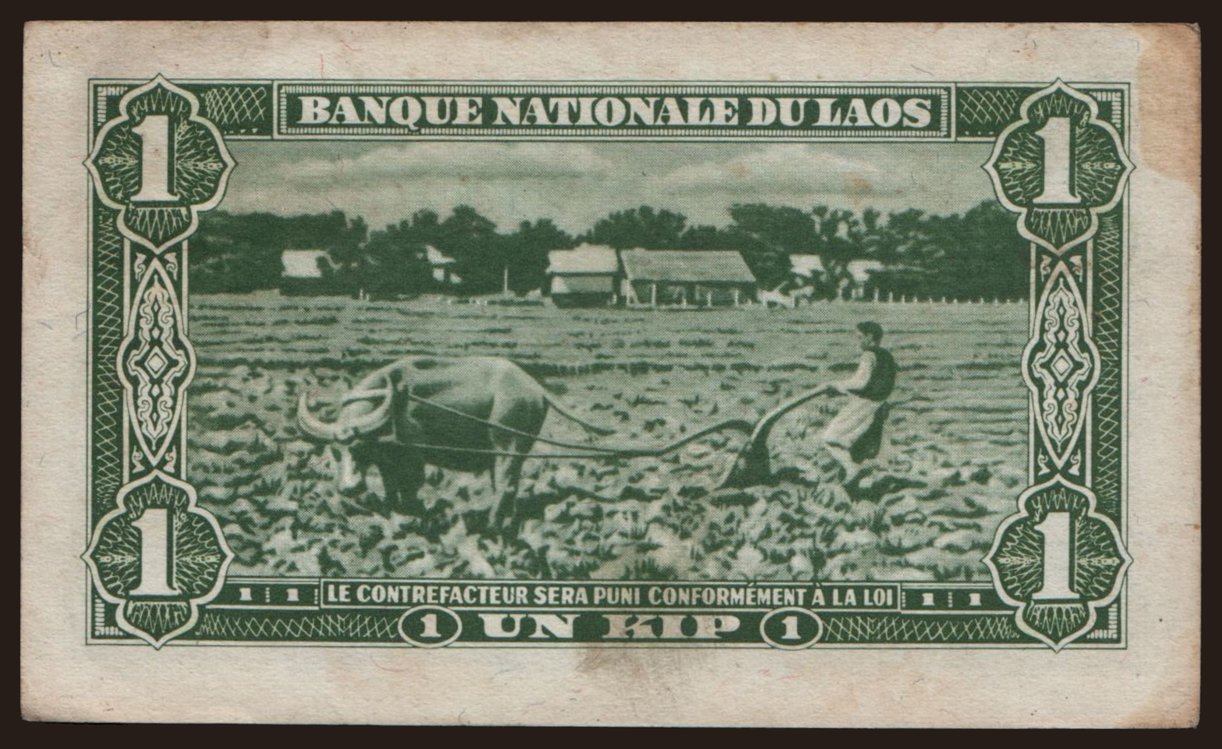 BANQUE NATIONALE DU LAOS
1 1
1 1 LE CONTREFACTEUR SERA PUNI CONFORMÉMENT À LA LOI 1 1
1 1
1 UN KIP 1